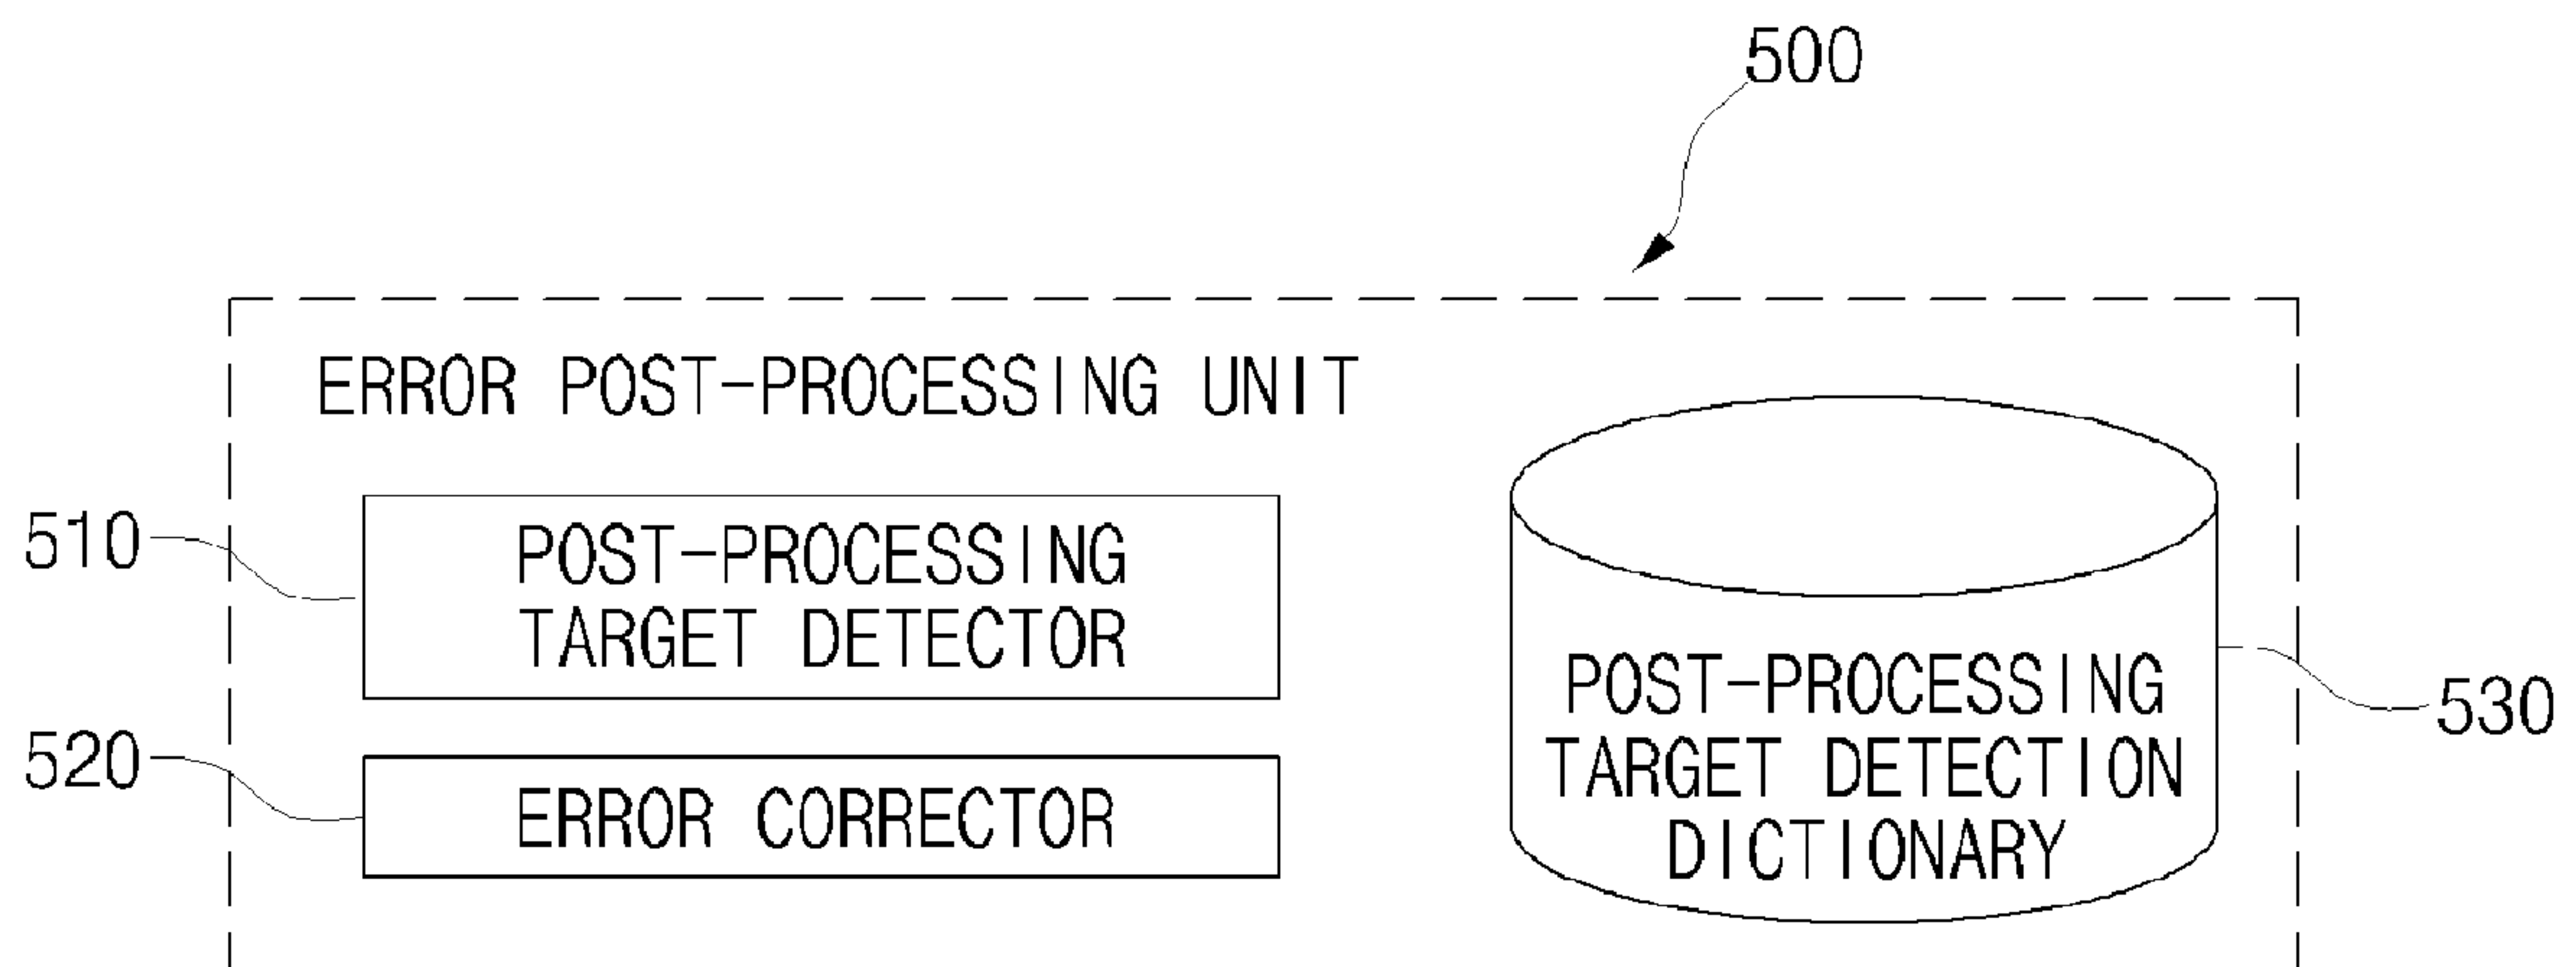 500
ERROR POST-PROCESSING UNIT
510
POST-PROCESSING
TARGET DETECTOR
520
ERROR CORRECTOR
POST-PROCESSING
TARGET DETECTION
DICTIONARY
530